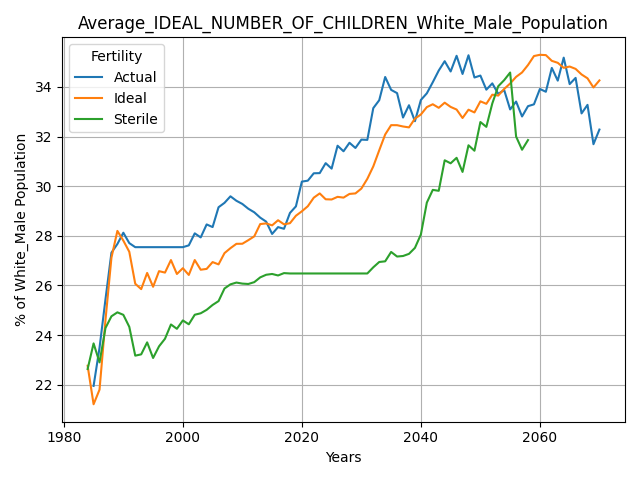 Average_IDEAL_NUMBER_OF_CHILDREN_White_Male_Population
Fertility
Actual
Ideal
Sterile
% of White_Male Population
34
32
30
28
26
24
22
1980
2000
2020
2040
2060
Years